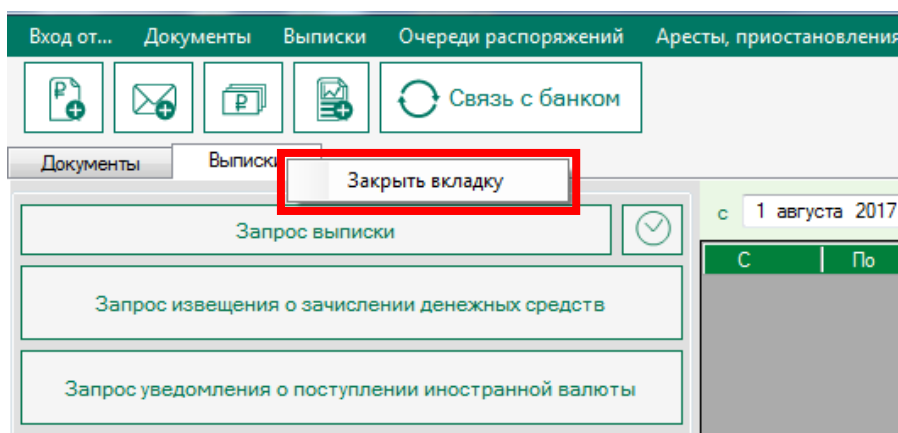 Вход от... Документы Выписки Очереди распоряжений Аресты, приостановления
Связь с банком
Документы Выписки
Закрыть вкладку
Запрос выписки
с 1 августа 2017
С По
Запрос извещения о зачислении денежных средств
Запрос уведомления о поступлении иностранной валюты